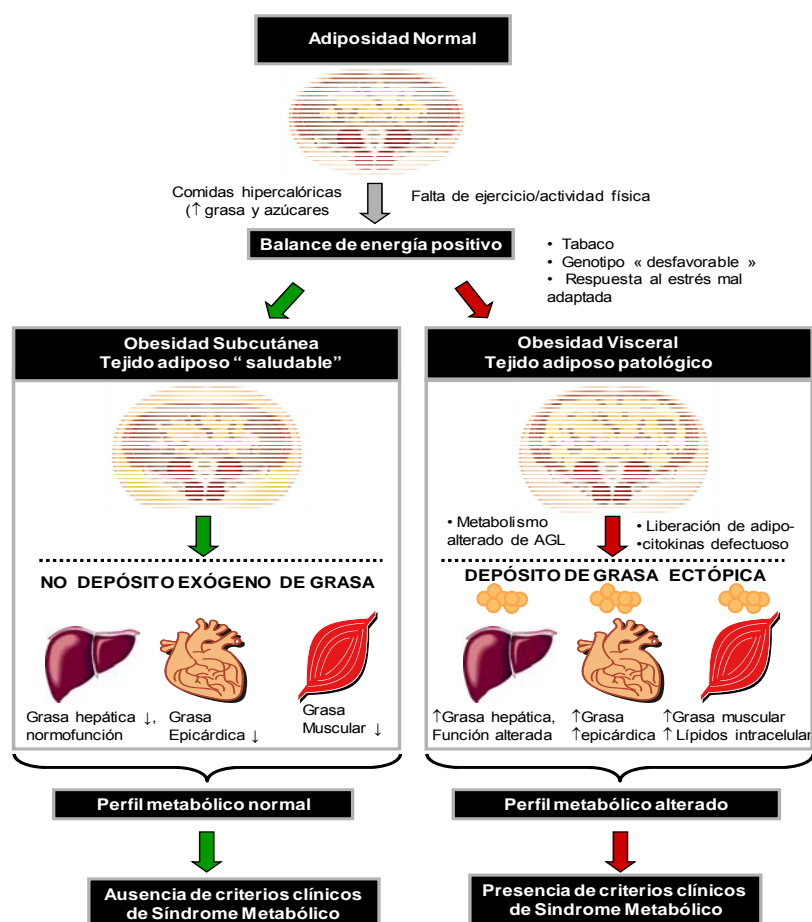 Adiposidad Normal
Comidas hipercalóricas
(↑ grasa y azúcares
Falta de ejercicio/actividad física
Balance de energía positivo
• Tabaco
• Genotipo « desfavorable »
• Respuesta al estrés mal
adaptada
Obesidad Subcutánea
Tejido adiposo “ saludable”
Obesidad Visceral
Tejido adiposo patológico
• Metabolismo
alterado de AGL
• Liberación de adipo-
•citokinas defectuoso
NO DEPÓSITO EXÓGENO DE GRASA
DEPÓSITO DE GRASA ECTÓPICA
Grasa hepática ↓,
normofunción
Grasa
Epicárdica ↓
Grasa
Muscular ↓
↑Grasa hepática,
Función alterada
↑Grasa
↑epicárdica
↑Grasa muscular
↑ Lípidos intracelular
Perfil metabólico normal
Perfil metabólico alterado
Ausencia de criterios clínicos
de Síndrome Metabólico
Presencia de criterios clínicos
de Sindrome Metabólico